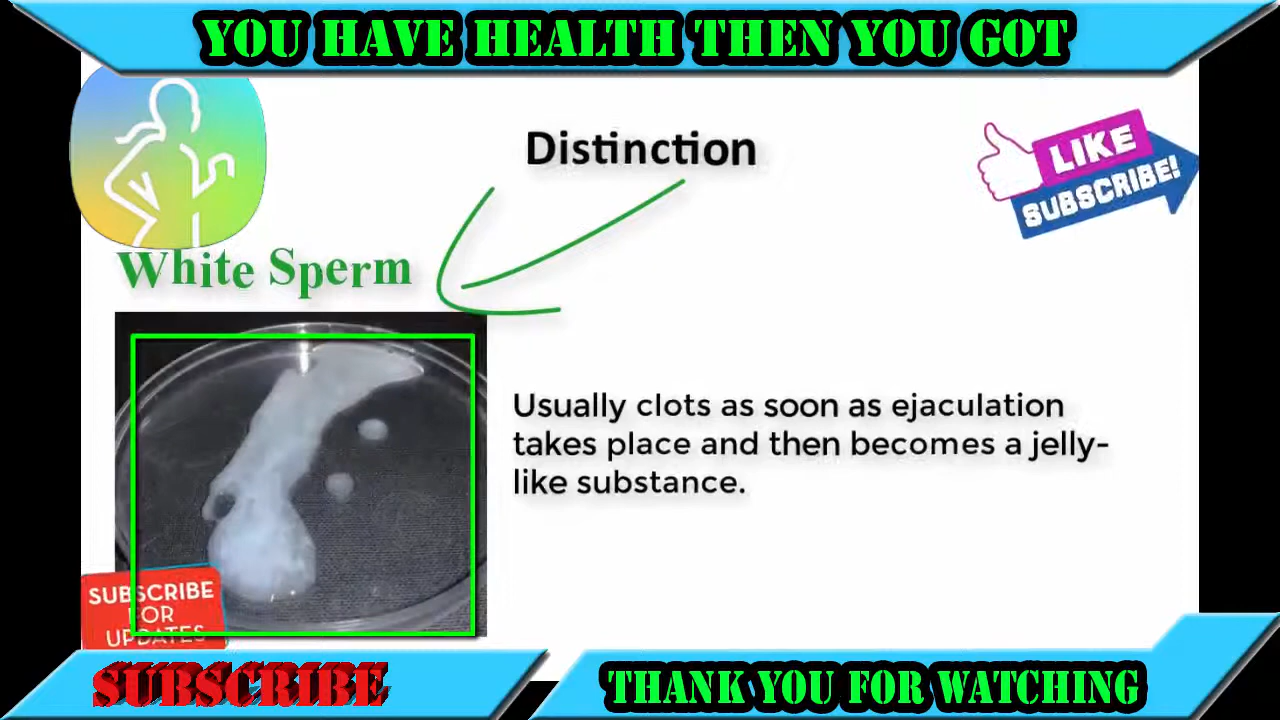 YOU HAVE HEALTH THEN YOU GOT
Distinction
LIKE
SUBSCRIBE!
White Sperm
Usually clots as soon as ejaculation
takes place and then becomes a jelly-
like substance.
SUBSCRIBE
FOR
UPDATES
SUBSCRIBE
THANK YOU FOR WATCHING